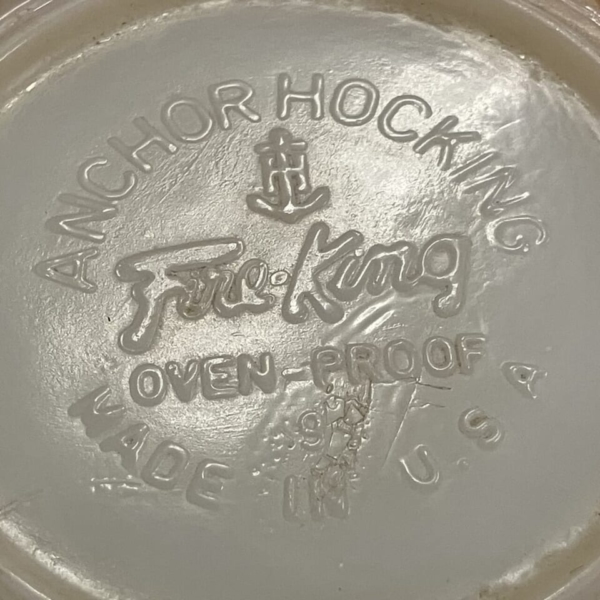 ANCHOR HOCKING
Fire-King
OVEN-PROOF
MADE IN U.S.A